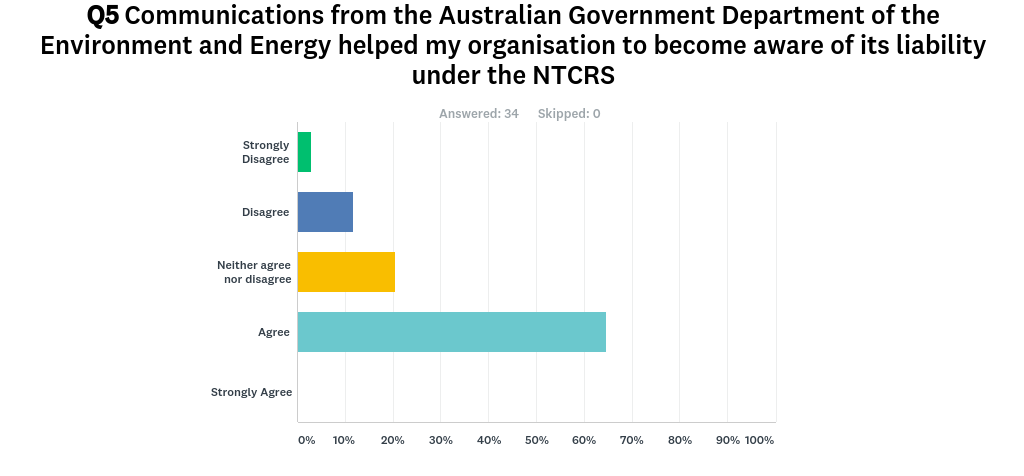 Q5 Communications from the Australian Government Department of the
Environment and Energy helped my organisation to become aware of its liability
under the NTCRS
Answered: 34 Skipped: 0
Strongly
Disagree
Disagree
Neither agree
nor disagree
Agree
Strongly Agree
0% 10% 20% 30% 40% 50% 60% 70% 80% 90% 100%